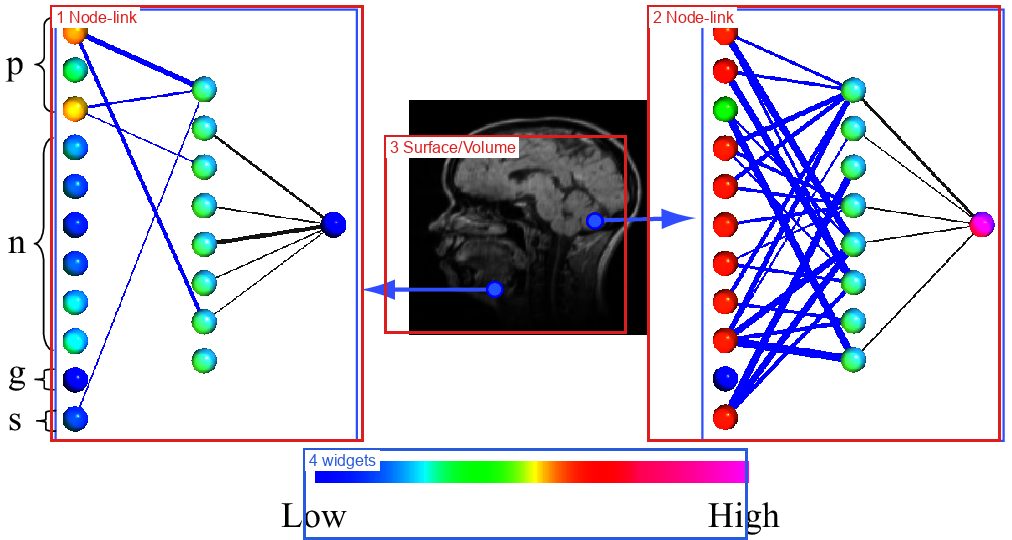 1 Node-link
2 Node-link
p
3 Surface/Volume
n
g
s
4 widgets
Low
High